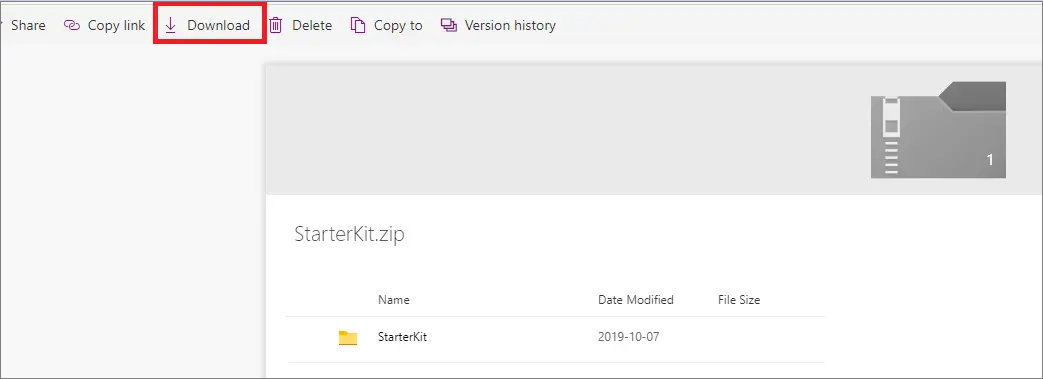 Share Copy link Download Delete Copy to Version history
1
StarterKit.zip
Name Date Modified File Size
StarterKit 2019-10-07